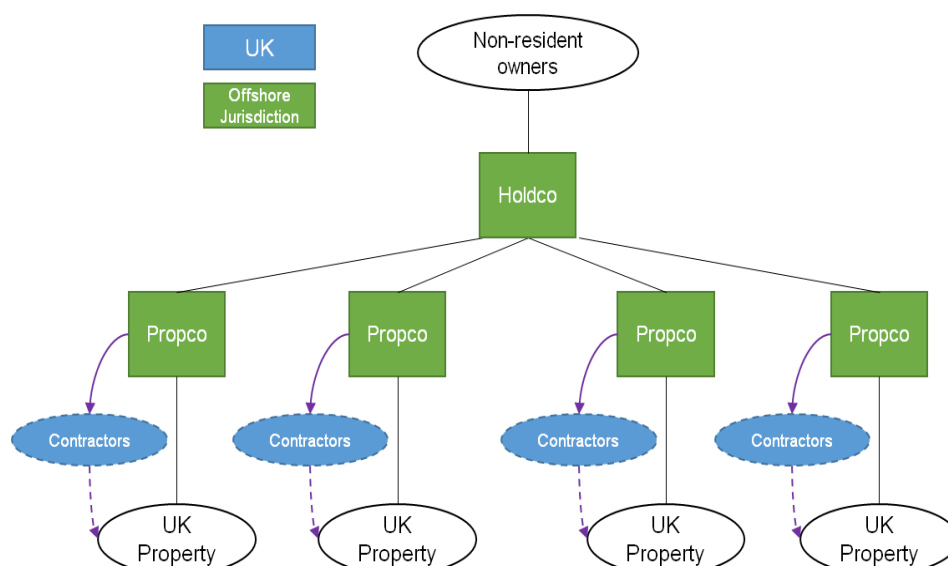 UK
Offshore
Jurisdiction
Non-resident
owners
Holdco
Propco
Propco
Propco
Propco
Contractors
Contractors
Contractors
Contractors
UK
Property
UK
Property
UK
Property
UK
Property